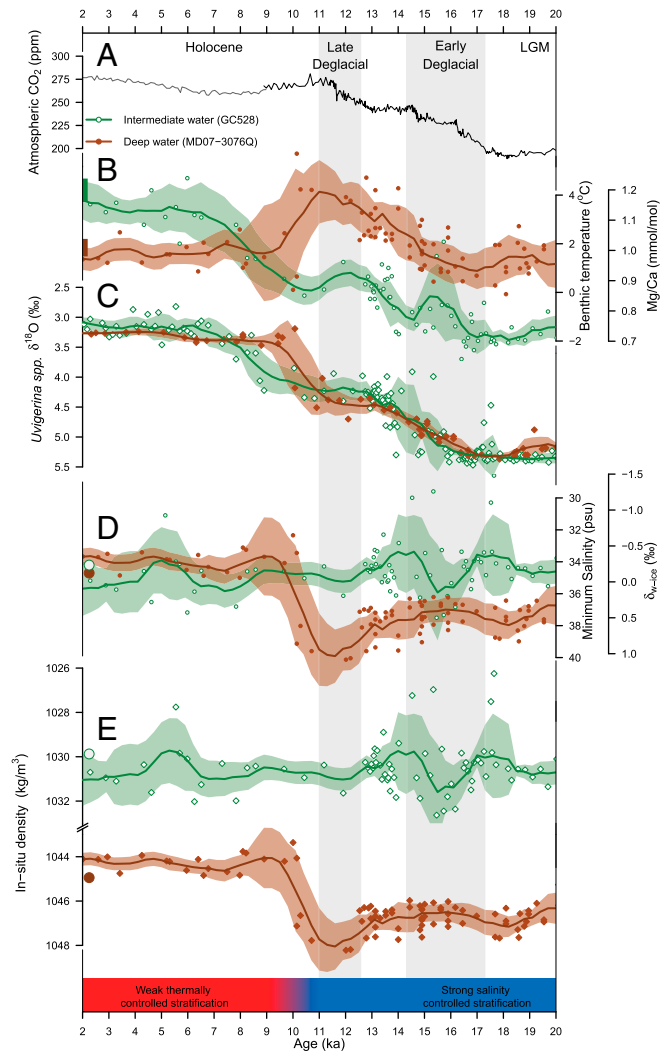 2 3 4 5 6 7 8 9 10 11 12 13 14 15 16 17 18 19 20
A
Holocene
Late
Deglacial
Early
Deglacial
LGM
Atmospheric CO2 (ppm)
300
275
250
225
200
Intermediate water (GC528)
Deep water (MD07−3076Q)
B
4
2
0
−2
Benthic temperature (°C)
1.2
1.1
1.0
0.9
0.8
0.7
Mg/Ca (mmol/mol)
C
2.5
3.0
3.5
4.0
4.5
5.0
5.5
Uvigerina spp. δ18O (‰)
D
30
32
34
36
38
40
Minimum Salinity (psu)
−1.5
−1.0
−0.5
0.0
0.5
1.0
δw−ice (‰)
E
1026
1028
1030
1032
1044
1046
1048
In−situ density (kg/m3)
Weak thermally
controlled stratification
Strong salinity
controlled stratification
2 3 4 5 6 7 8 9 10 11 12 13 14 15 16 17 18 19 20
Age (ka)